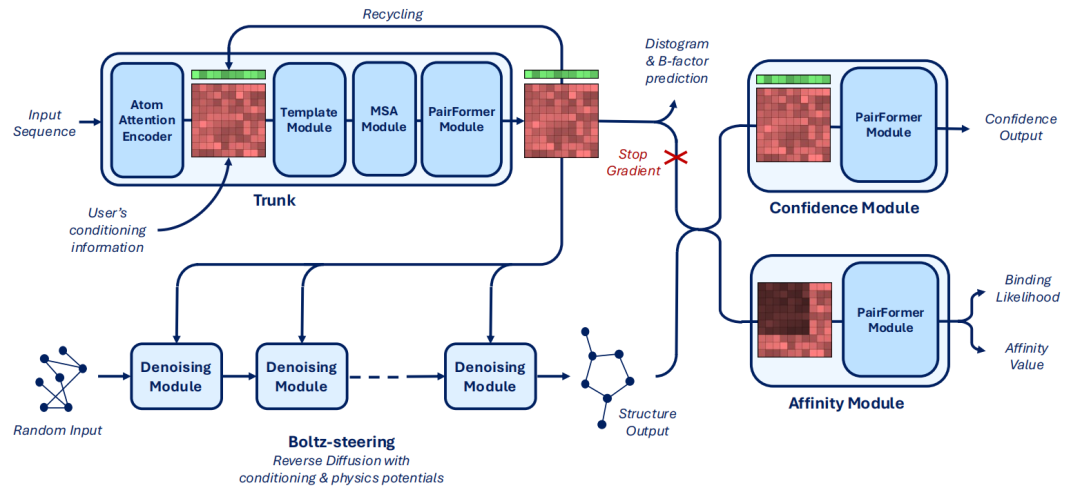 Recycling
Input
Sequence
Atom
Attention
Encoder
Template
Module
MSA
Module
PairFormer
Module
Trunk
User's
conditioning
information
Distogram
& B-factor
prediction
Stop
Gradient
PairFormer
Module
Confidence
Output
Confidence Module
PairFormer
Module
Binding
Likelihood
Affinity
Value
Affinity Module
Random Input
Denoising
Module
Denoising
Module
Denoising
Module
Structure
Output
Boltz-steering
Reverse Diffusion with
conditioning & physics potentials